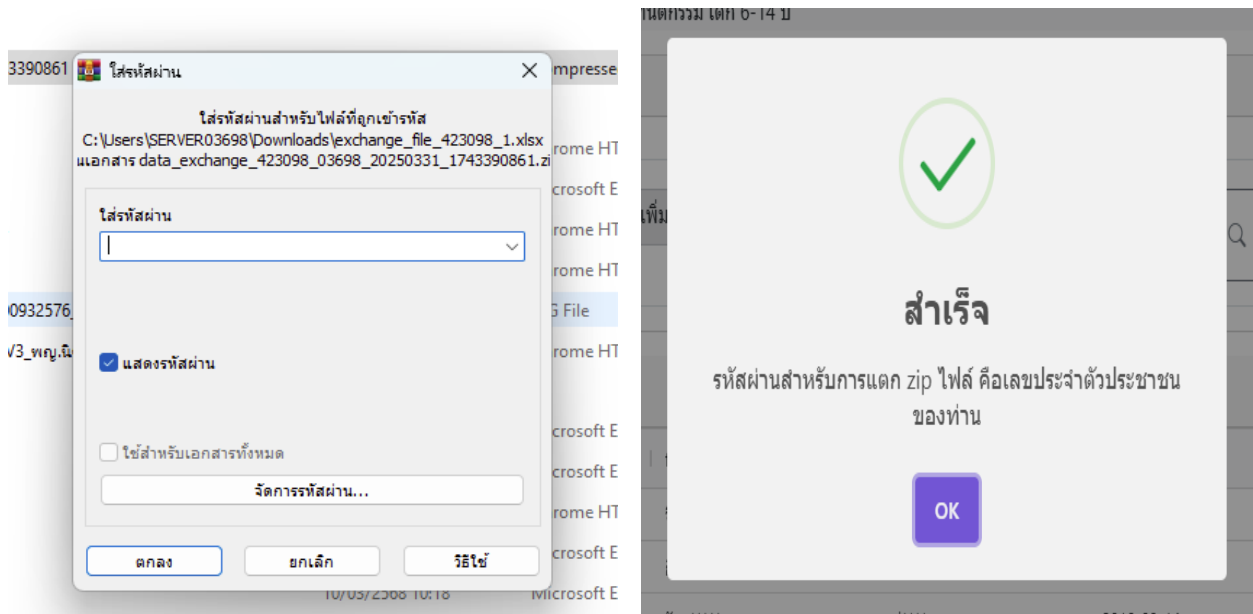 3390861
ใส่รหัสผ่าน
ใส่รหัสผ่านสำหรับไฟล์ที่ถูกเข้ารหัส
C:\Users\SERVER03698\Downloads\exchange_file_423098_1.xlsx
นเอกสาร data_exchange_423098_03698_20250331_1743390861.zi
ใส่รหัสผ่าน
แสดงรหัสผ่าน
ใช้สำหรับเอกสารทั้งหมด
จัดการรหัสผ่าน...
ตกลง
ยกเลิก
วิธีใช้
mpresse
rome HT
crosoft E
rome HT
rome HT
00932576_
G File
V3_พญ.นิ
rome HT
crosoft E
crosoft E
rome HT
crosoft E
10/03/2568 10:18
Microsoft E
เด็ก 6-14 ปี
เพิ่ม
สำเร็จ
รหัสผ่านสำหรับการแตก zip ไฟล์ คือเลขประจำตัวประชาชน
ของท่าน
OK